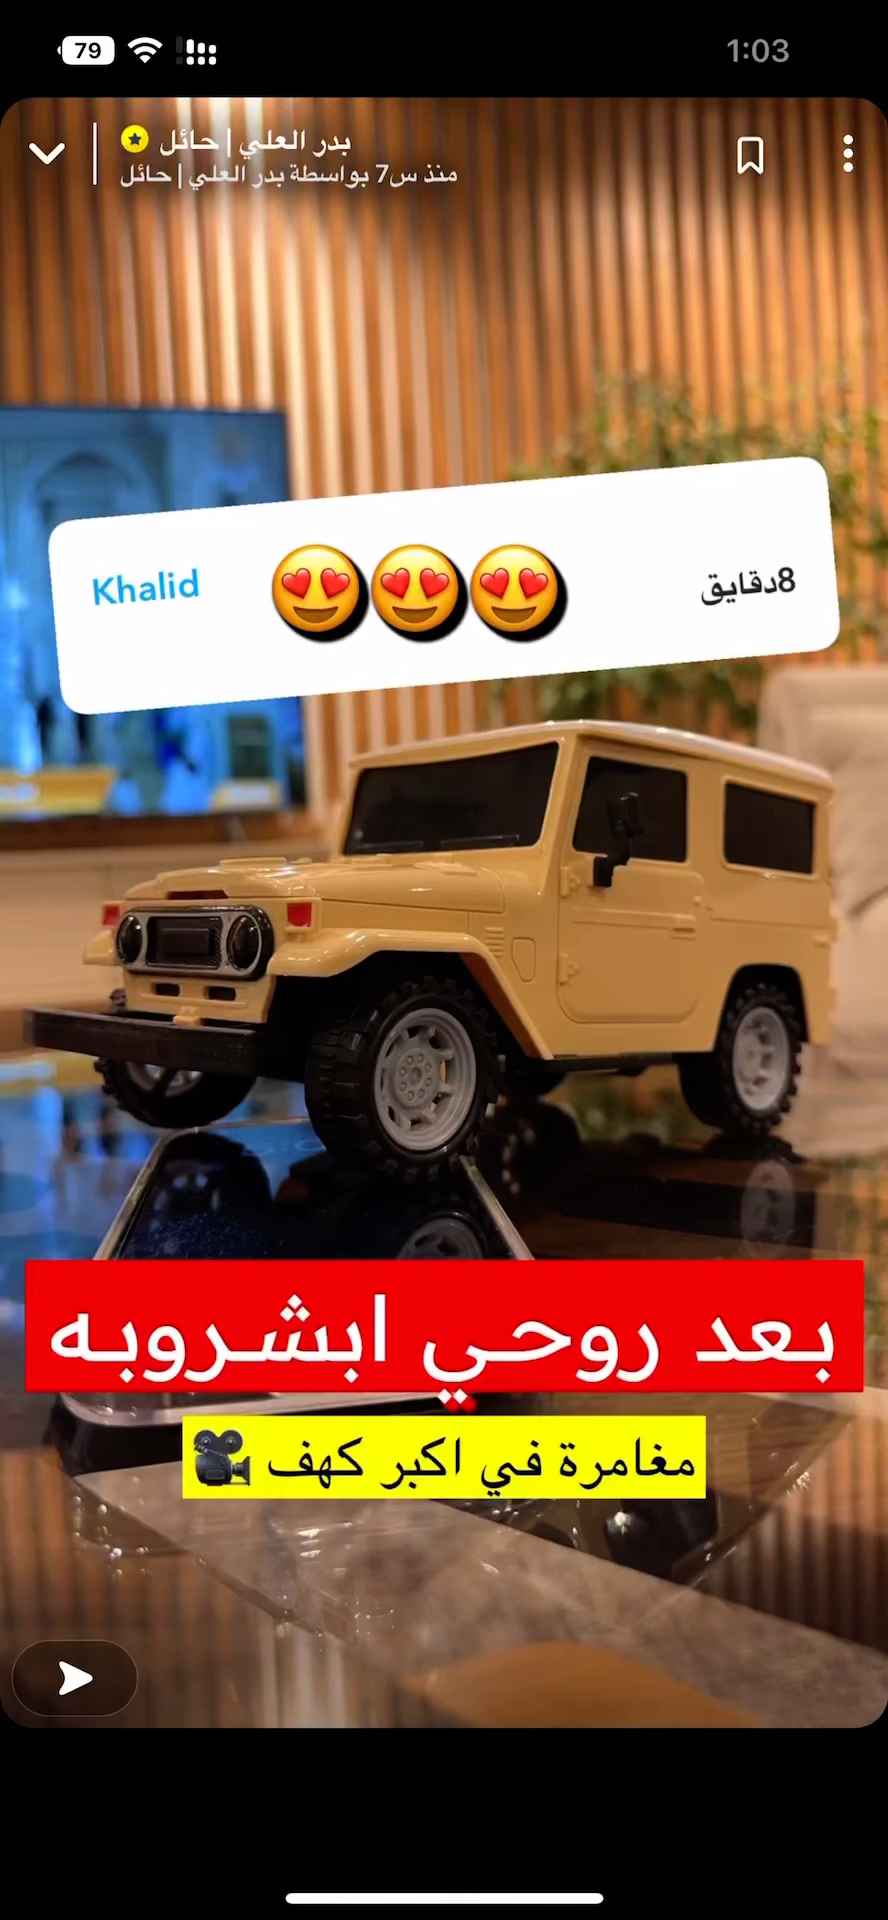 79
1:03
بدر العلي | حائل
منذ س7 بواسطة بدر العلي | حائل
Khalid 😍😍😍 8دقايق
بعد روحي ابشروبه
مغامرة في اكبر كهف 🎥